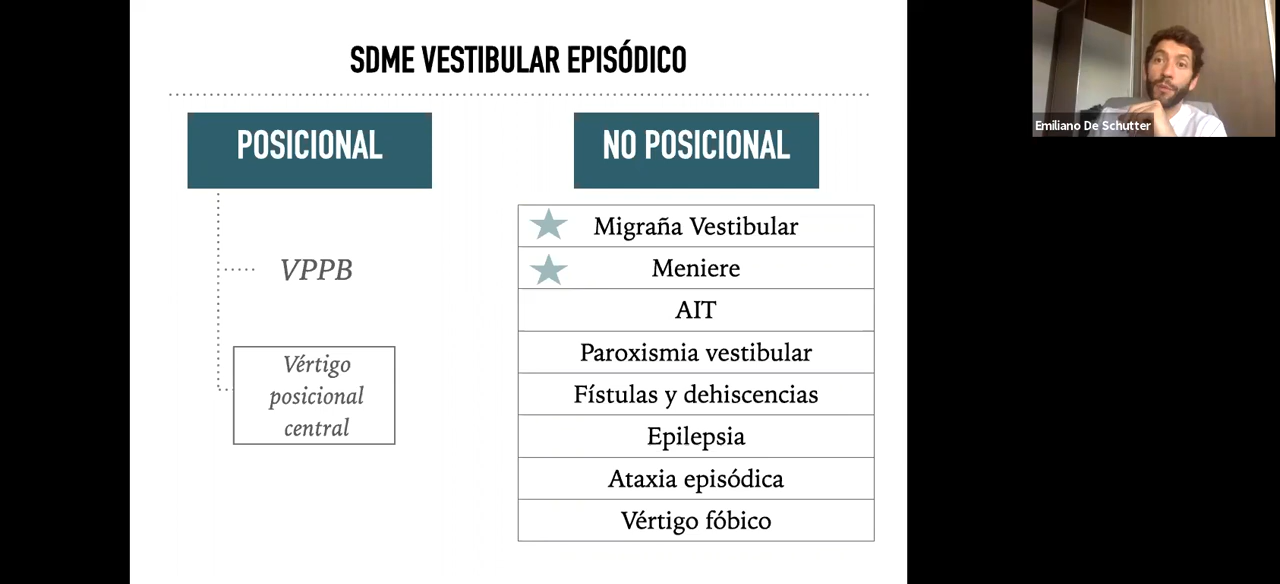 SDME VESTIBULAR EPISÓDICO
POSICIONAL
VPPB
Vértigo
posicional
central
NO POSICIONAL
Migraña Vestibular
Meniere
AIT
Paroxismia vestibular
Fístulas y dehiscencias
Epilepsia
Ataxia episódica
Vértigo fóbico
Emiliano De Schutter